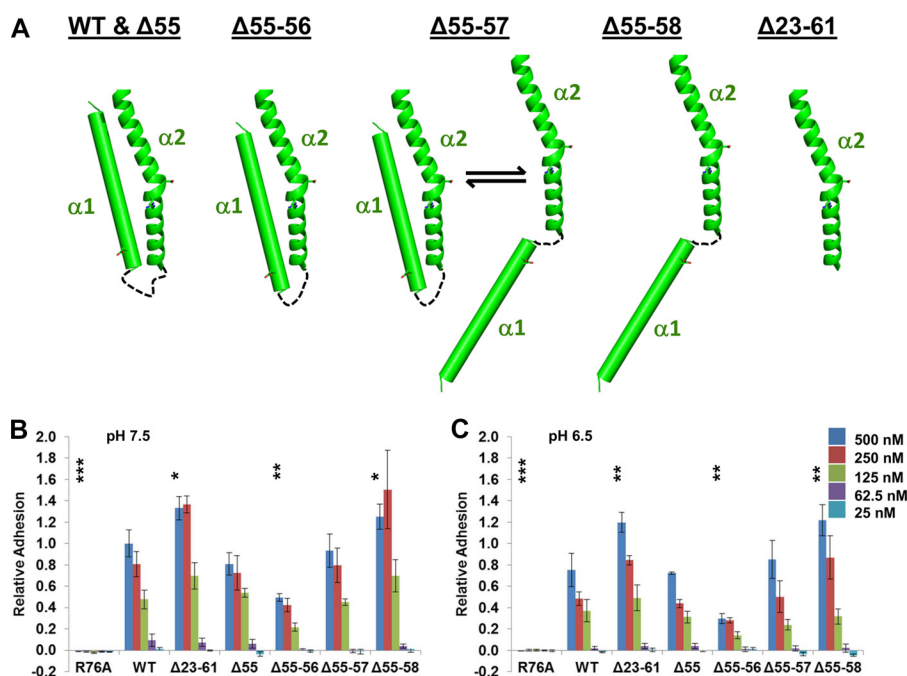 A
WT & Δ55
Δ55-56
Δ55-57
Δ55-58
Δ23-61
α2
α1
α2
α1
α2
α1
α2
α1
α2
α1
α2
B
pH 7.5
2.0
1.8
1.6
1.4
1.2
1.0
0.8
0.6
0.4
0.2
0.0
-0.2
Relative Adhesion
***
*
**
*
R76A
WT
Δ23-61
Δ55
Δ55-56
Δ55-57
Δ55-58
C
pH 6.5
2.0
1.8
1.6
1.4
1.2
1.0
0.8
0.6
0.4
0.2
0.0
-0.2
Relative Adhesion
***
**
**
**
R76A
WT
Δ23-61
Δ55
Δ55-56
Δ55-57
Δ55-58
500 nM
250 nM
125 nM
62.5 nM
25 nM